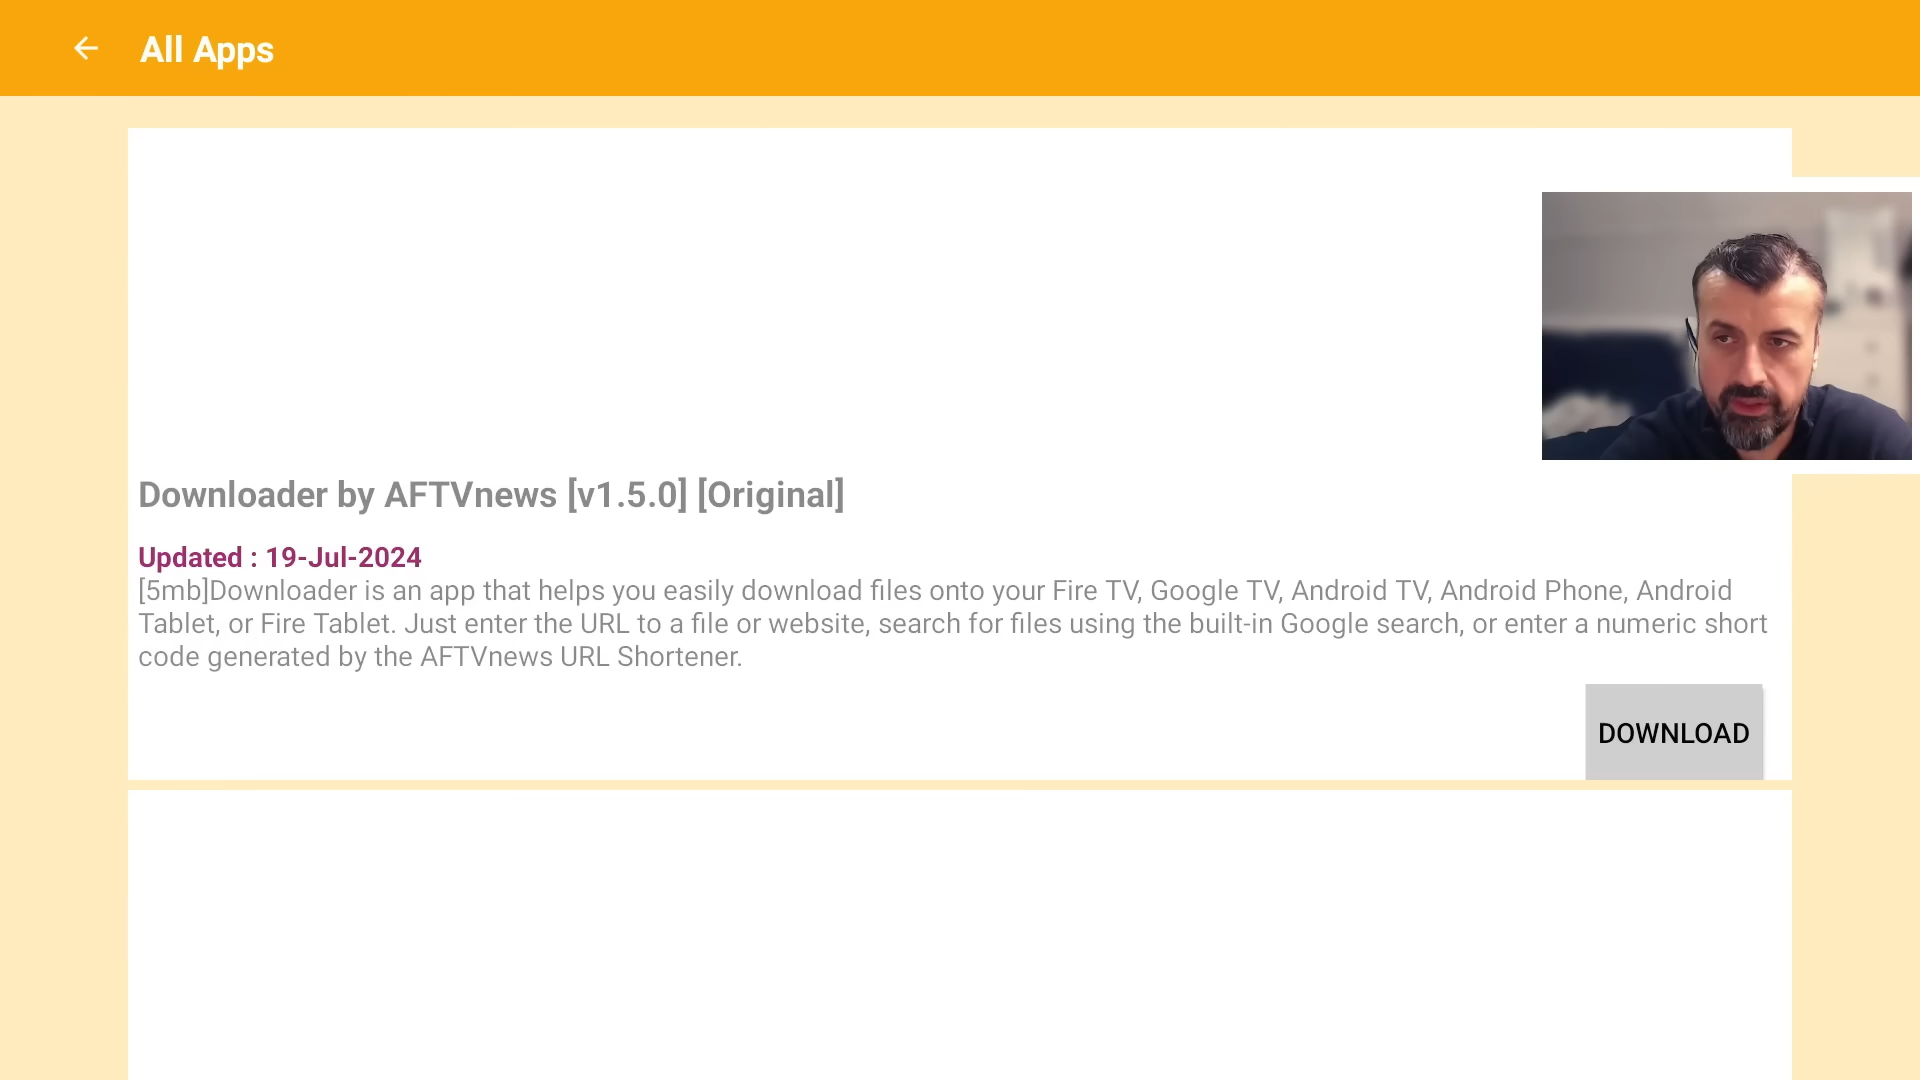 All Apps
Downloader by AFTVnews [v1.5.0] [Original]
Updated : 19-Jul-2024
[5mb]Downloader is an app that helps you easily download files onto your Fire TV, Google TV, Android TV, Android Phone, Android
Tablet, or Fire Tablet. Just enter the URL to a file or website, search for files using the built-in Google search, or enter a numeric short
code generated by the AFTVnews URL Shortener.
DOWNLOAD